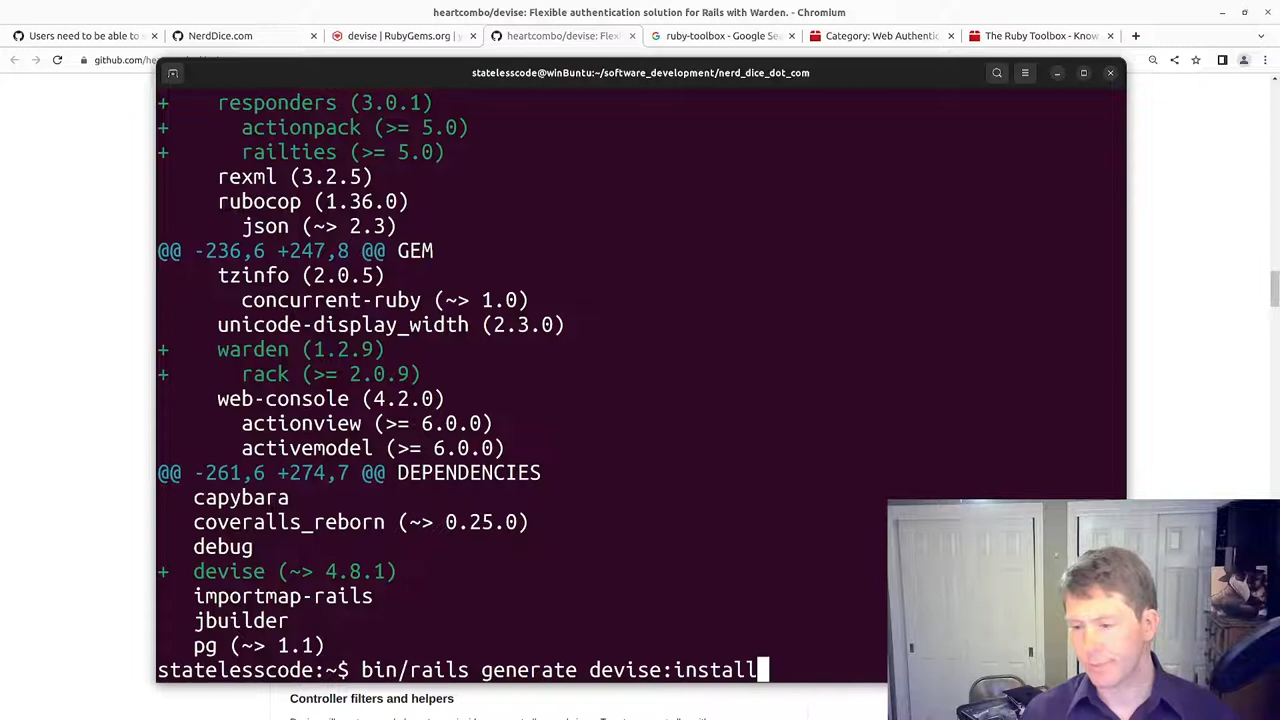 heartcombo/devise: Flexible authentication solution for Rails with Warden. - Chromium
Users need to be able to s
NerdDice.com
devise | RubyGems.org | y
heartcombo/devise: Flexi
ruby-toolbox - Google Sea
Category: Web Authentic
The Ruby Toolbox - Know
github.com/hea
statelesscode@winBuntu:~/software_development/nerd_dice_dot_com
+ responders (3.0.1)
+ actionpack (>= 5.0)
+ railties (>= 5.0)
rexml (3.2.5)
rubocop (1.36.0)
json (~> 2.3)
@@ -236,6 +247,8 @@ GEM
tzinfo (2.0.5)
concurrent-ruby (~> 1.0)
unicode-display_width (2.3.0)
+ warden (1.2.9)
+ rack (>= 2.0.9)
web-console (4.2.0)
actionview (>= 6.0.0)
activemodel (>= 6.0.0)
@@ -261,6 +274,7 @@ DEPENDENCIES
capybara
coveralls_reborn (~> 0.25.0)
debug
+ devise (~> 4.8.1)
importmap-rails
jbuilder
pg (~> 1.1)
statelesscode:~$ bin/rails generate devise:install
Controller filters and helpers